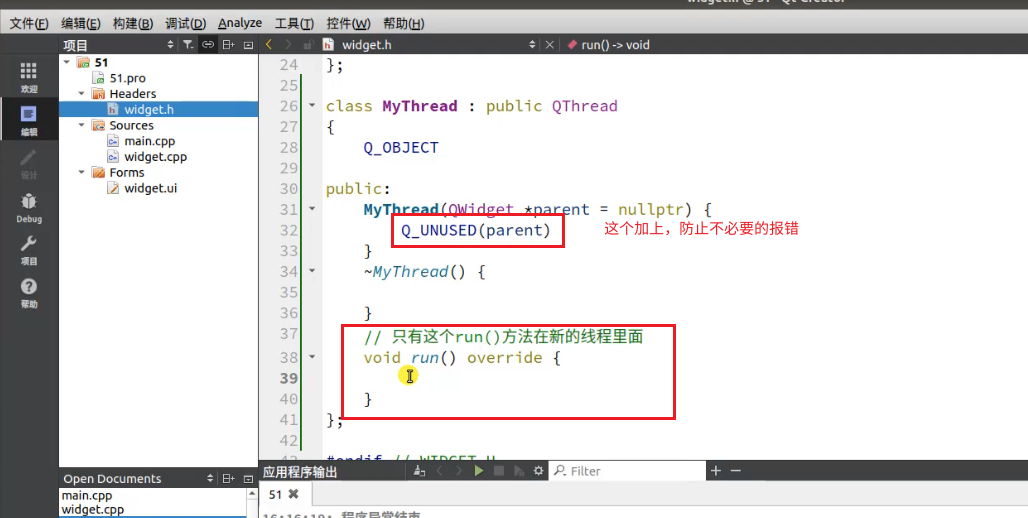 文件(F) 编辑(E) 构建(B) 调试(D) Analyze 工具(T) 控件(W) 帮助(H)
项目
widget.h
run() -> void
欢迎
编辑
设计
Debug
项目
帮助
51
51.pro
Headers
widget.h
Sources
main.cpp
widget.cpp
Forms
widget.ui
24 };
25
26 class MyThread : public QThread
27 {
28 Q_OBJECT
29
30 public:
31 MyThread(QWidget *parent = nullptr) {
32 Q_UNUSED(parent)
这个加上，防止不必要的报错
33 }
34 ~MyThread() {
35
36 }
37 // 只有这个run()方法在新的线程里面
38 void run() override {
39
40 }
41 };
42
#endif // WIDGET_H
Open Documents
main.cpp
widget.cpp
应用程序输出
Filter
51
16:16:19: 程序异常结束